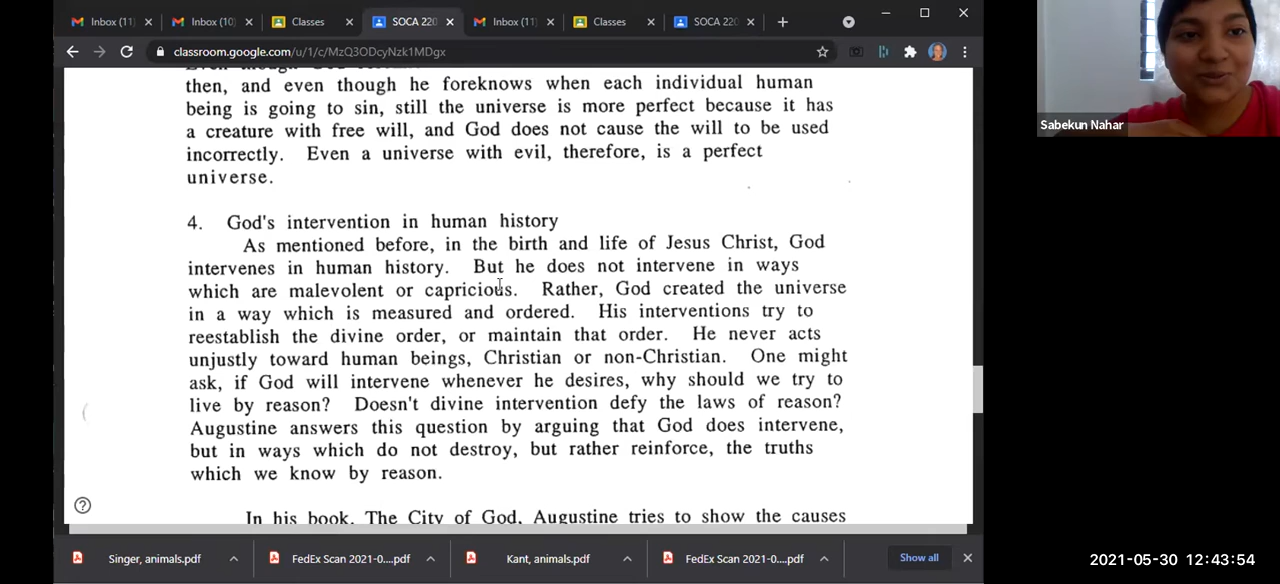 Inbox (11)
Inbox (10)
Classes
SOCA 220
Inbox (11)
Classes
SOCA 220
classroom.google.com/u/1/c/MzQ3ODcyNzk1MDgx
then, and even though he foreknows when each individual human
being is going to sin, still the universe is more perfect because it has
a creature with free will, and God does not cause the will to be used
incorrectly. Even a universe with evil, therefore, is a perfect
universe.
4. God's intervention in human history
As mentioned before, in the birth and life of Jesus Christ, God
intervenes in human history. But he does not intervene in ways
which are malevolent or capricious. Rather, God created the universe
in a way which is measured and ordered. His interventions try to
reestablish the divine order, or maintain that order. He never acts
unjustly toward human beings, Christian or non-Christian. One might
ask, if God will intervene whenever he desires, why should we try to
live by reason? Doesn't divine intervention defy the laws of reason?
Augustine answers this question by arguing that God does intervene,
but in ways which do not destroy, but rather reinforce, the truths
which we know by reason.
In his book, The City of God, Augustine tries to show the causes
Singer, animals.pdf
FedEx Scan 2021-0....pdf
Kant, animals.pdf
FedEx Scan 2021-0....pdf
Show all
Sabekun Nahar
2021-05-30 12:43:54